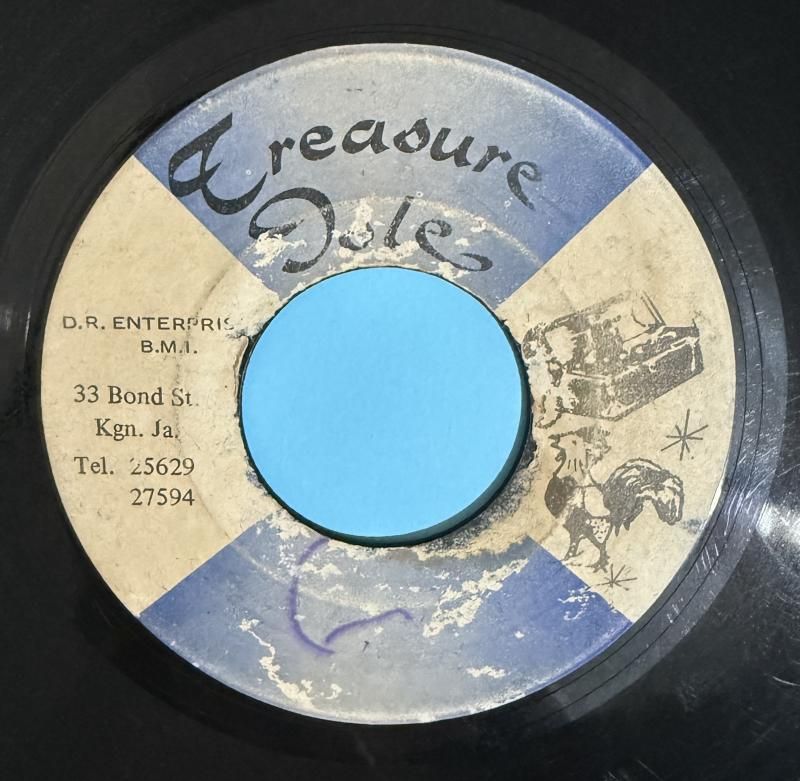 Treasure
Isle
D.R. ENTERPRIS
B.M.I.
33 Bond St.
Kgn. Ja.
Tel. 25629
27594